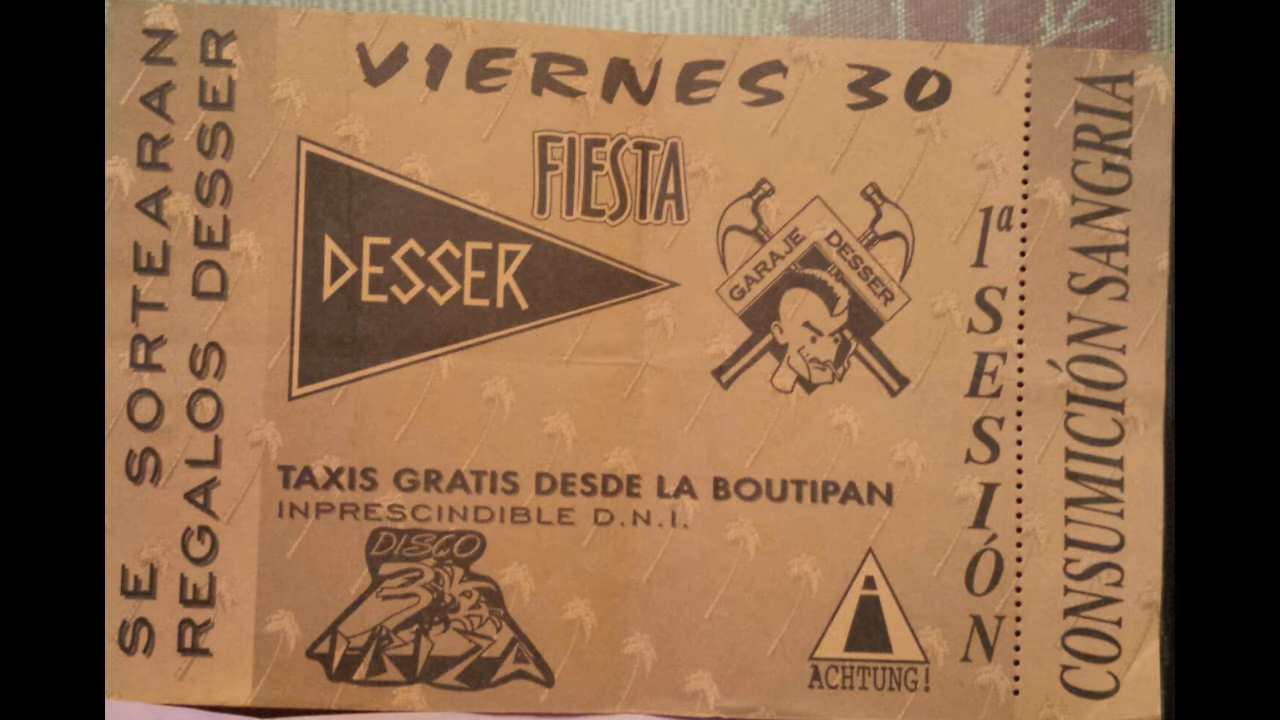 SE SORTEARAN
REGALOS DESSER
VIERNES 30
FIESTA
DESSER
GARAJE DESSER
TAXIS GRATIS DESDE LA BOUTIPAN
INPRESCINDIBLE D.N.I.
DISCO
ACHTUNG!
1ª SESIÓN
CONSUMICIÓN SANGRIA